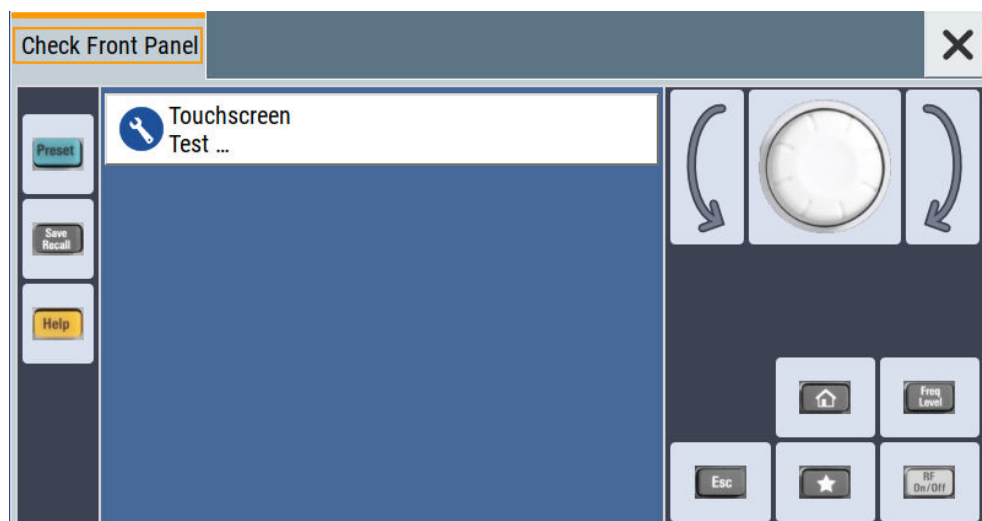 Check Front Panel
Touchscreen
Test ...
Preset
Save
Recall
Help
Freq
Level
Esc
RF
On/Off